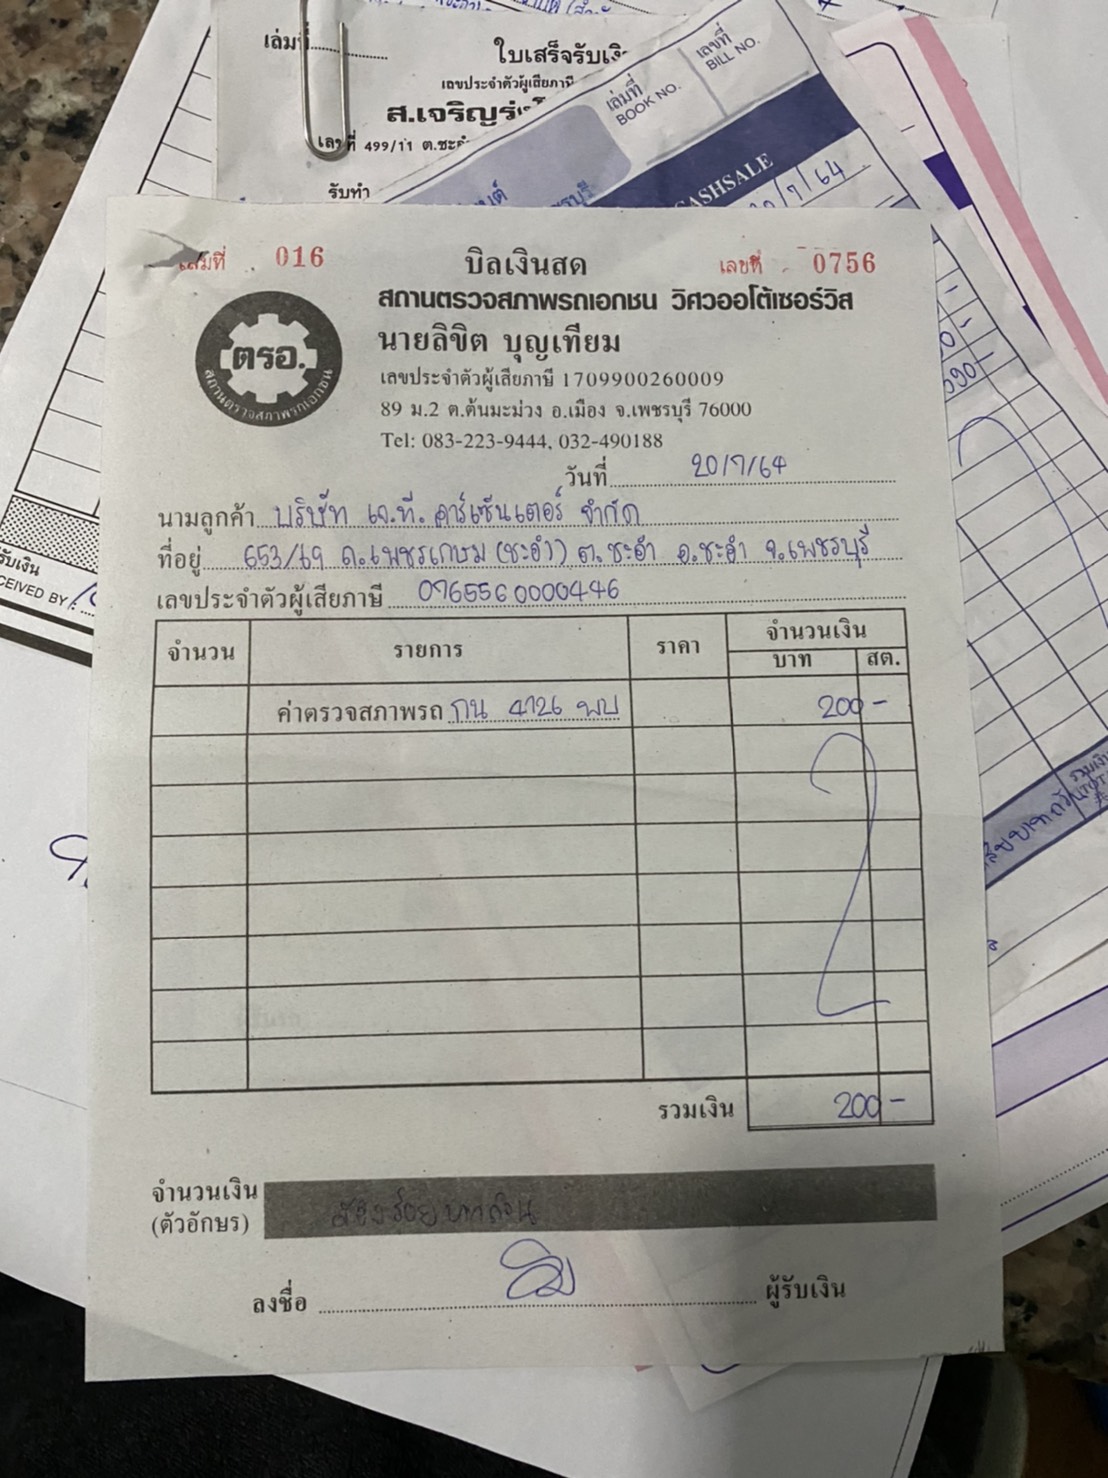 เล่มที่
ใบเสร็จรับเงิ
เลขประจำตัวผู้เสียภาษี
ส.เจริญ
เลขที่ 499/11 ต.ชะอำ
รับทำ
เล่มที่
BOOK NO.
เลขที่
BILL NO.
CASHSALE
/7/64
เล่มที่ 016
บิลเงินสด
เลขที่ 0756
สถานตรวจสภาพรถเอกชน วิศวออโต้เซอร์วิส
ตรอ.
สถานตรวจสภาพรถเอกชน
นายลิขิต บุญเทียม
เลขประจำตัวผู้เสียภาษี 1709900260009
89 ม.2 ต.ต้นมะม่วง อ.เมือง จ.เพชรบุรี 76000
Tel: 083-223-9444, 032-490188
วันที่ 20/7/64
นามลูกค้า บริษัท เจ.ที. คาร์เซ็นเตอร์ จำกัด
ที่อยู่ 653/69 ถ.เพชรเกษม (ชะอำ) ต.ชะอำ อ.ชะอำ จ.เพชรบุรี
เลขประจำตัวผู้เสียภาษี 0765560000446
จำนวน รายการ ราคา จำนวนเงิน
บาท สต.
ค่าตรวจสภาพรถ กน 4726 พบ 200 -
รวมเงิน 200 -
จำนวนเงิน
(ตัวอักษร) สองร้อยบาทถ้วน
ลงชื่อ ผู้รับเงิน
รับเงิน
CEIVED BY